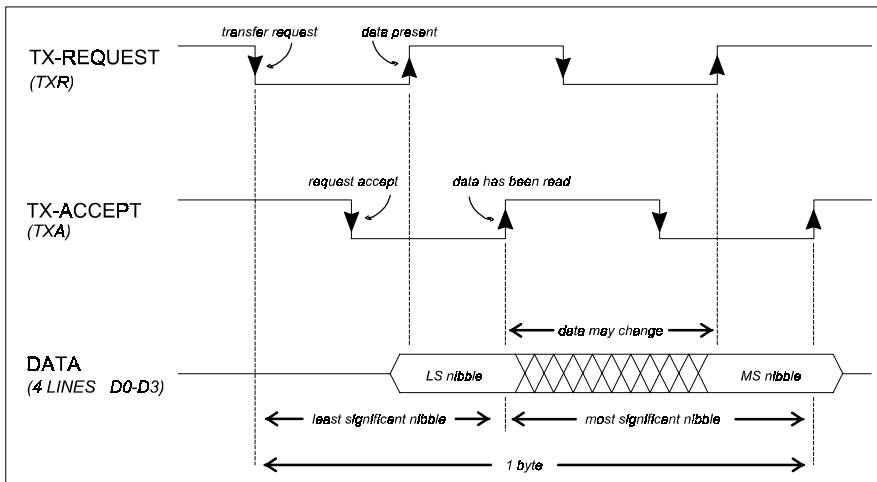 transfer request
data present
TX-REQUEST
(TXR)
request accept
data has been read
TX-ACCEPT
(TXA)
data may change
DATA
(4 LINES D0-D3)
LS nibble
MS nibble
least significant nibble
most significant nibble
1 byte